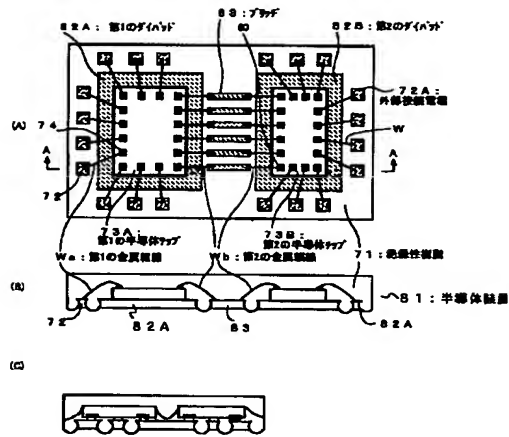 82A:第1のダイパッド
83:ブリッヂ
80
82B:第2のダイパッド
72A:
外部接続電極
(A)
74
W
A
A
72
73A:
第1の半導体チップ
73B:
第2の半導体チップ
Wa:第1の金属細線
Wb:第2の金属細線
71:絶縁性樹脂
(B)
81:半導体装置
72
82A
83
82A
(C)